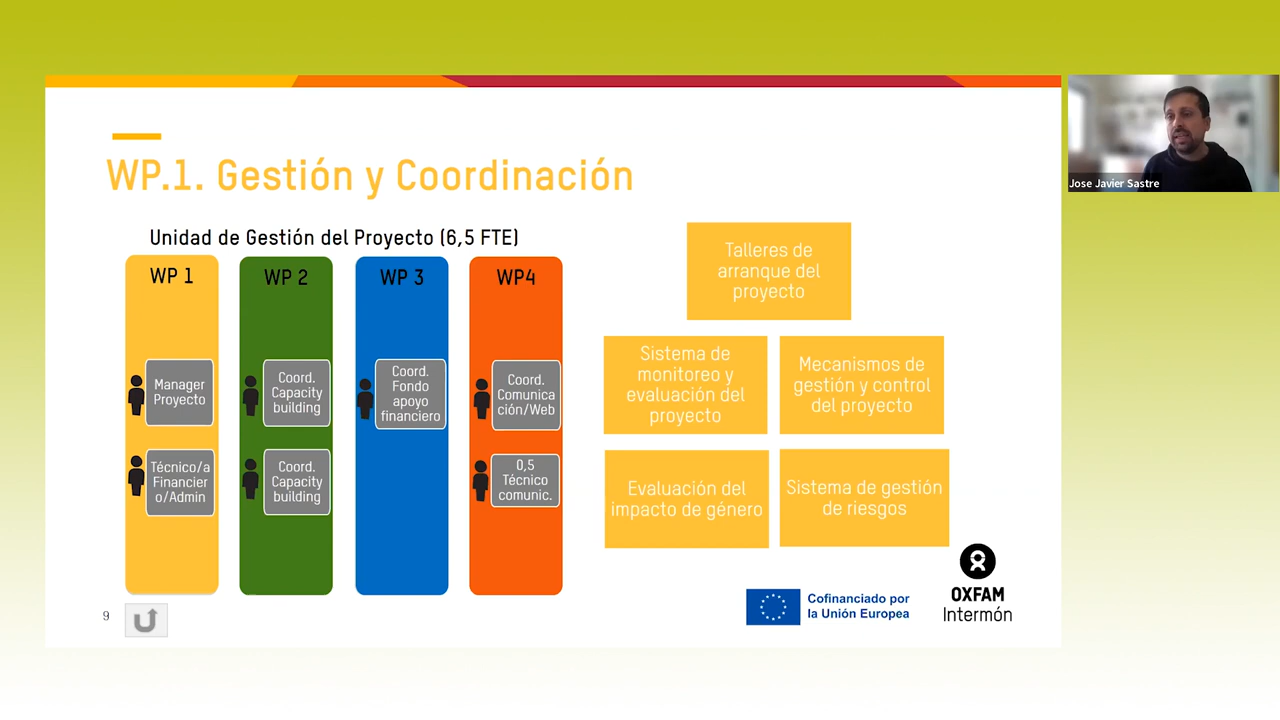 WP.1. Gestión y Coordinación
Unidad de Gestión del Proyecto (6,5 FTE)
WP 1
Manager
Proyecto
Técnico/a
Financier
o/Admin
WP 2
Coord.
Capacity
building
Coord.
Capacity
building
WP 3
Coord.
Fondo
apoyo
financiero
WP4
Coord.
Comunica
ción/Web
0,5
Técnico
comunic.
Talleres de
arranque del
proyecto
Sistema de
monitoreo y
evaluación del
proyecto
Mecanismos de
gestión y control
del proyecto
Evaluación del
impacto de género
Sistema de gestión
de riesgos
9
Cofinanciado por
la Unión Europea
OXFAM
Intermón
Jose Javier Sastre